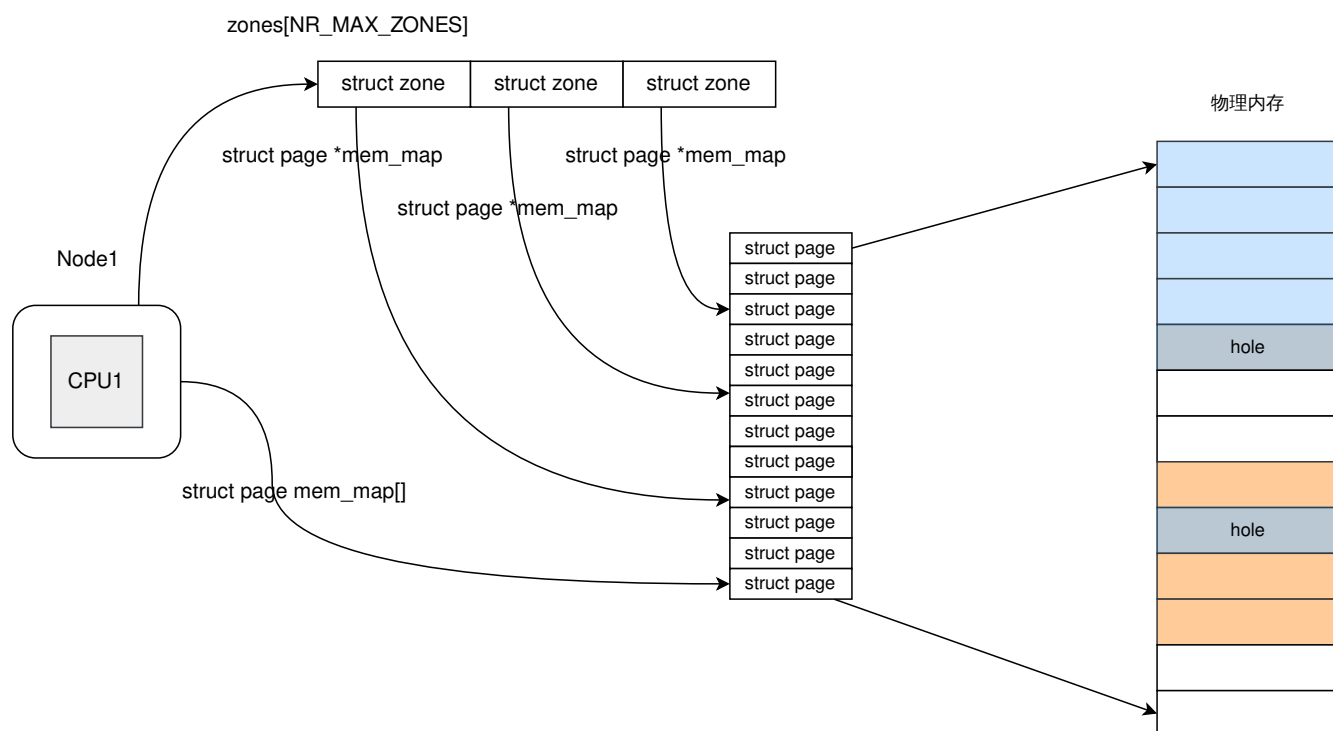 zones[NR_MAX_ZONES]
struct zone
struct zone
struct zone
物理内存
struct page *mem_map
struct page *mem_map
struct page *mem_map
Node1
CPU1
struct page mem_map[]
struct page
struct page
struct page
struct page
struct page
struct page
struct page
struct page
struct page
struct page
struct page
struct page
hole
hole